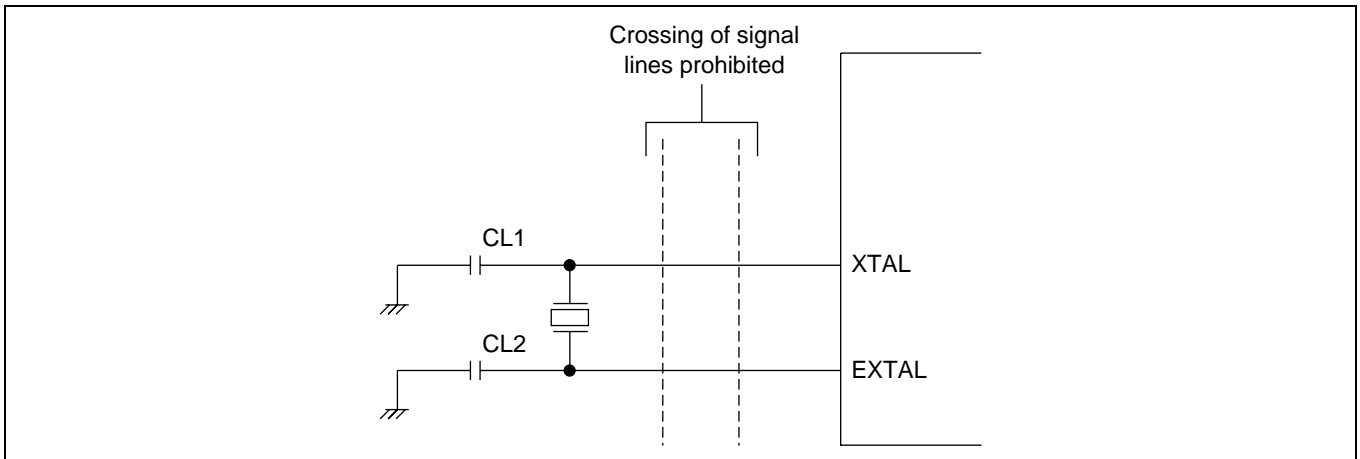 Crossing of signal
lines prohibited
CL1
XTAL
CL2
EXTAL